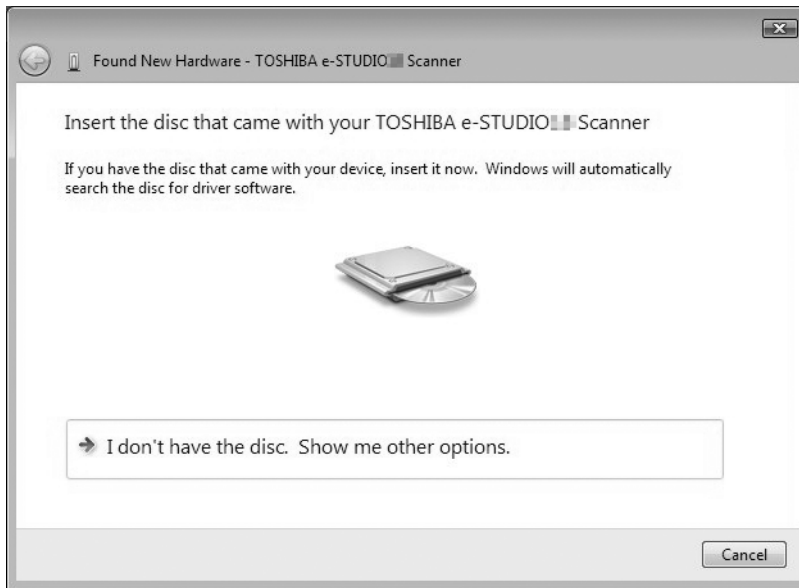 Found New Hardware - TOSHIBA e-STUDIO Scanner
Insert the disc that came with your TOSHIBA e-STUDIO Scanner
If you have the disc that came with your device, insert it now. Windows will automatically
search the disc for driver software.
I don't have the disc. Show me other options.
Cancel